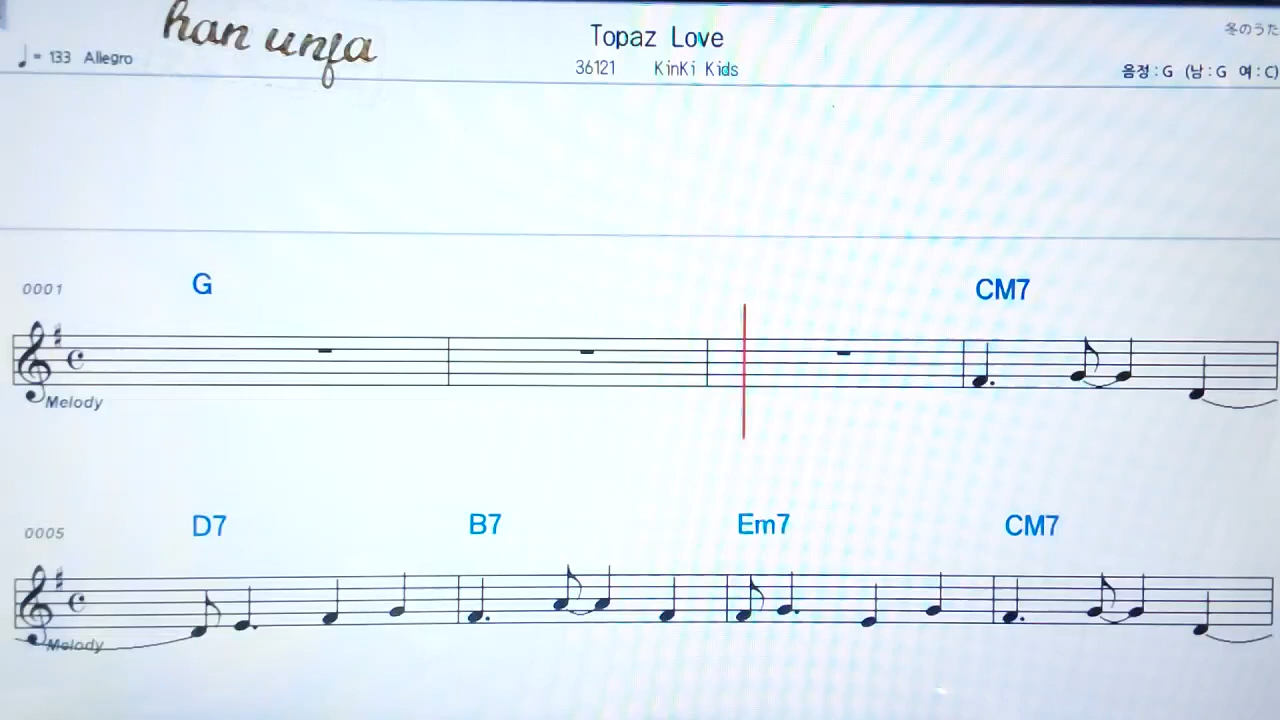 han unfa
Topaz Love
冬のうた
♩= 133 Allegro
36121 KinKi Kids
음정 : G (남 : G 여 : C)
0001 G CM7
Melody
0005 D7 B7 Em7 CM7
Melody